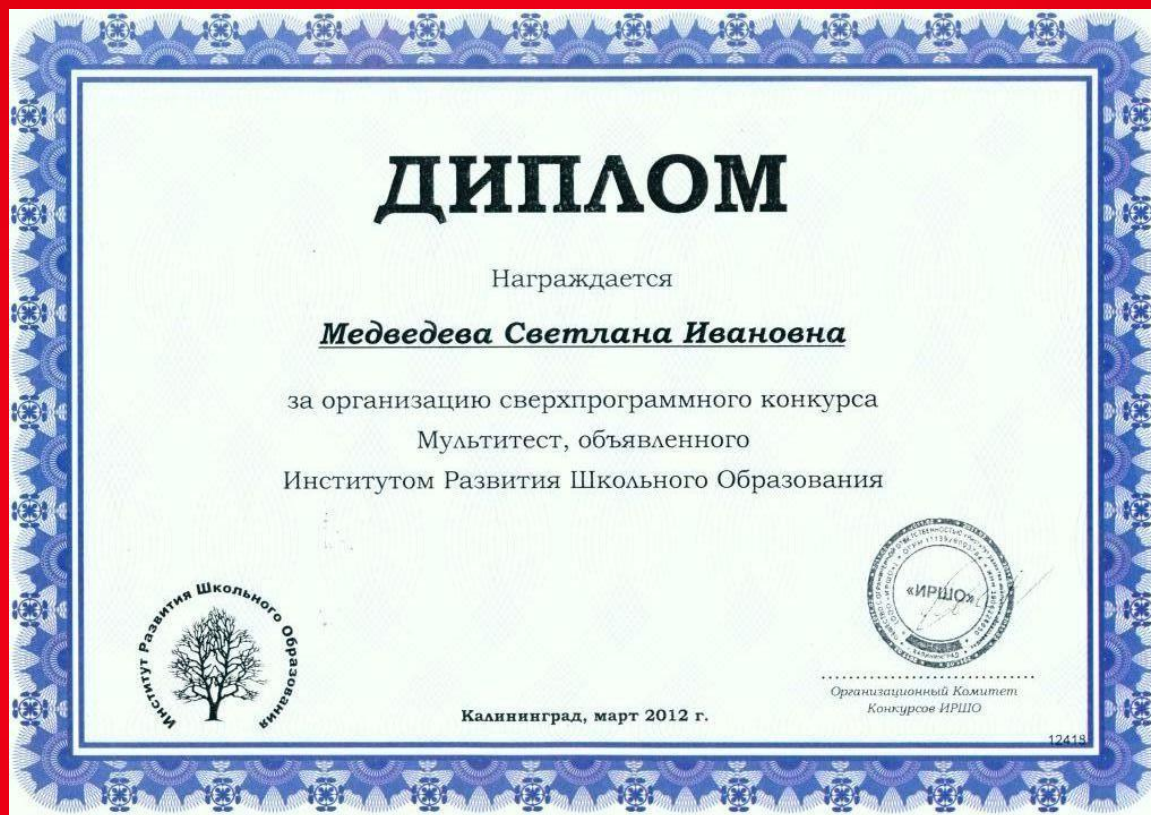 ДИПЛОМ
Награждается
Медведева Светлана Ивановна
за организацию сверхпрограммного конкурса
Мультитест, объявленного
Институтом Развития Школьного Образования
Институт Развития Школьного Образования
«ИРШО»
КАЛИНИНГРАД
Организационный Комитет
Конкурсов ИРШО
Калининград, март 2012 г.
12418